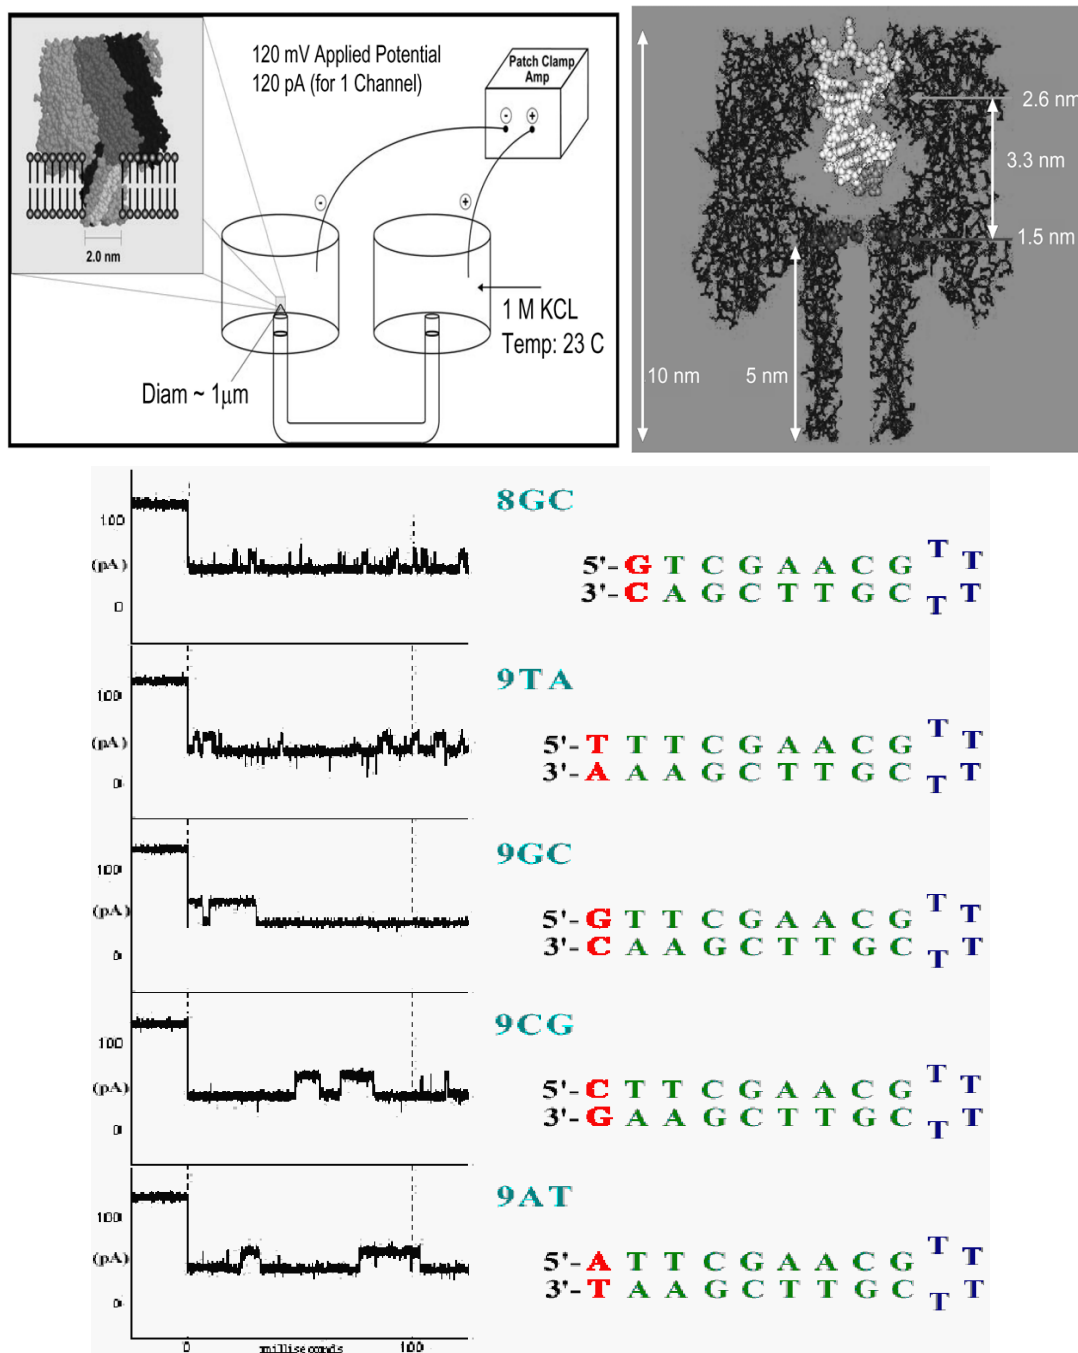 120 mV Applied Potential
120 pA (for 1 Channel)
Patch Clamp
Amp
- +
-
+
2.0 nm
1 M KCL
Temp: 23 C
Diam ~ 1µm
2.6 nm
3.3 nm
1.5 nm
10 nm
5 nm
8GC
100
(pA)
0
5'- G T C G A A C G T T
3'- C A G C T T G C T T
9TA
100
(pA)
0
5'- T T T C G A A C G T T
3'- A A A G C T T G C T T
9GC
100
(pA)
0
5'- G T T C G A A C G T T
3'- C A A G C T T G C T T
9CG
100
(pA)
0
5'- C T T C G A A C G T T
3'- G A A G C T T G C T T
9AT
100
(pA)
0
5'- A T T C G A A C G T T
3'- T A A G C T T G C T T
0 milliseconds 100